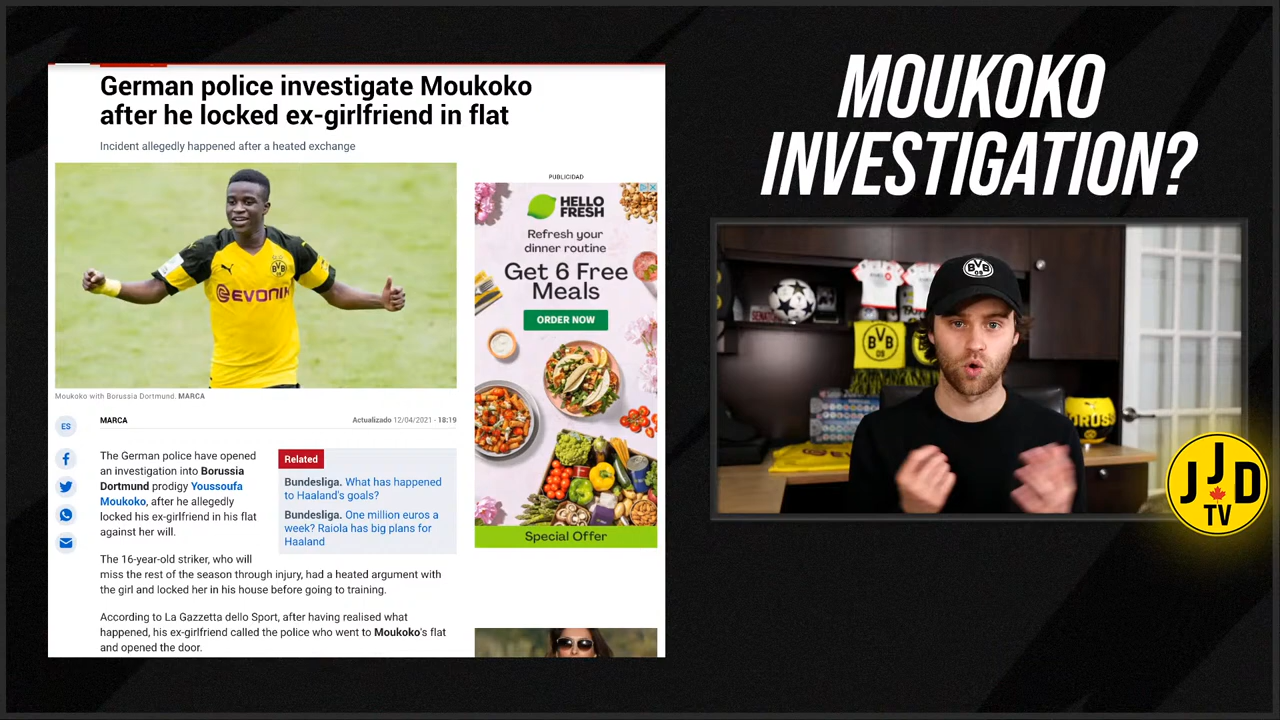 German police investigate Moukoko
after he locked ex-girlfriend in flat
Incident allegedly happened after a heated exchange
EVONIK
BVB
09
Moukoko with Borussia Dortmund. MARCA
ES
MARCA
Actualizado 12/04/2021 - 18:19
The German police have opened
an investigation into Borussia
Dortmund prodigy Youssoufa
Moukoko, after he allegedly
locked his ex-girlfriend in his flat
against her will.
Related
Bundesliga. What has happened
to Haaland's goals?
Bundesliga. One million euros a
week? Raiola has big plans for
Haaland
The 16-year-old striker, who will
miss the rest of the season through injury, had a heated argument with
the girl and locked her in his house before going to training.
According to La Gazzetta dello Sport, after having realised what
happened, his ex-girlfriend called the police who went to Moukoko's flat
and opened the door.
PUBLICIDAD
HELLO
FRESH
Refresh your
dinner routine
Get 6 Free
Meals
ORDER NOW
Special Offer
MOUKOKO
INVESTIGATION?
BVB
09
BVB
09
JJD
TV